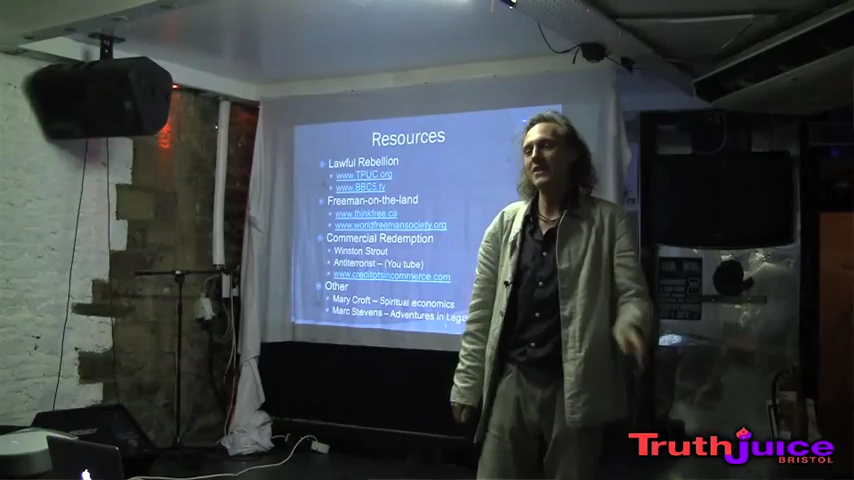 Resources
Lawful Rebellion
www.TPUC.org
www.BBC5.tv
Freeman-on-the-land
www.thinkfree.ca
www.worldfreemansociety.org
Commercial Redemption
Winston Strout
Antiterrorist – (You tube)
www.creditorsincommerce.com
Other
Mary Croft – Spiritual economics
Marc Stevens – Adventures in Lega
Truthjuice
BRISTOL